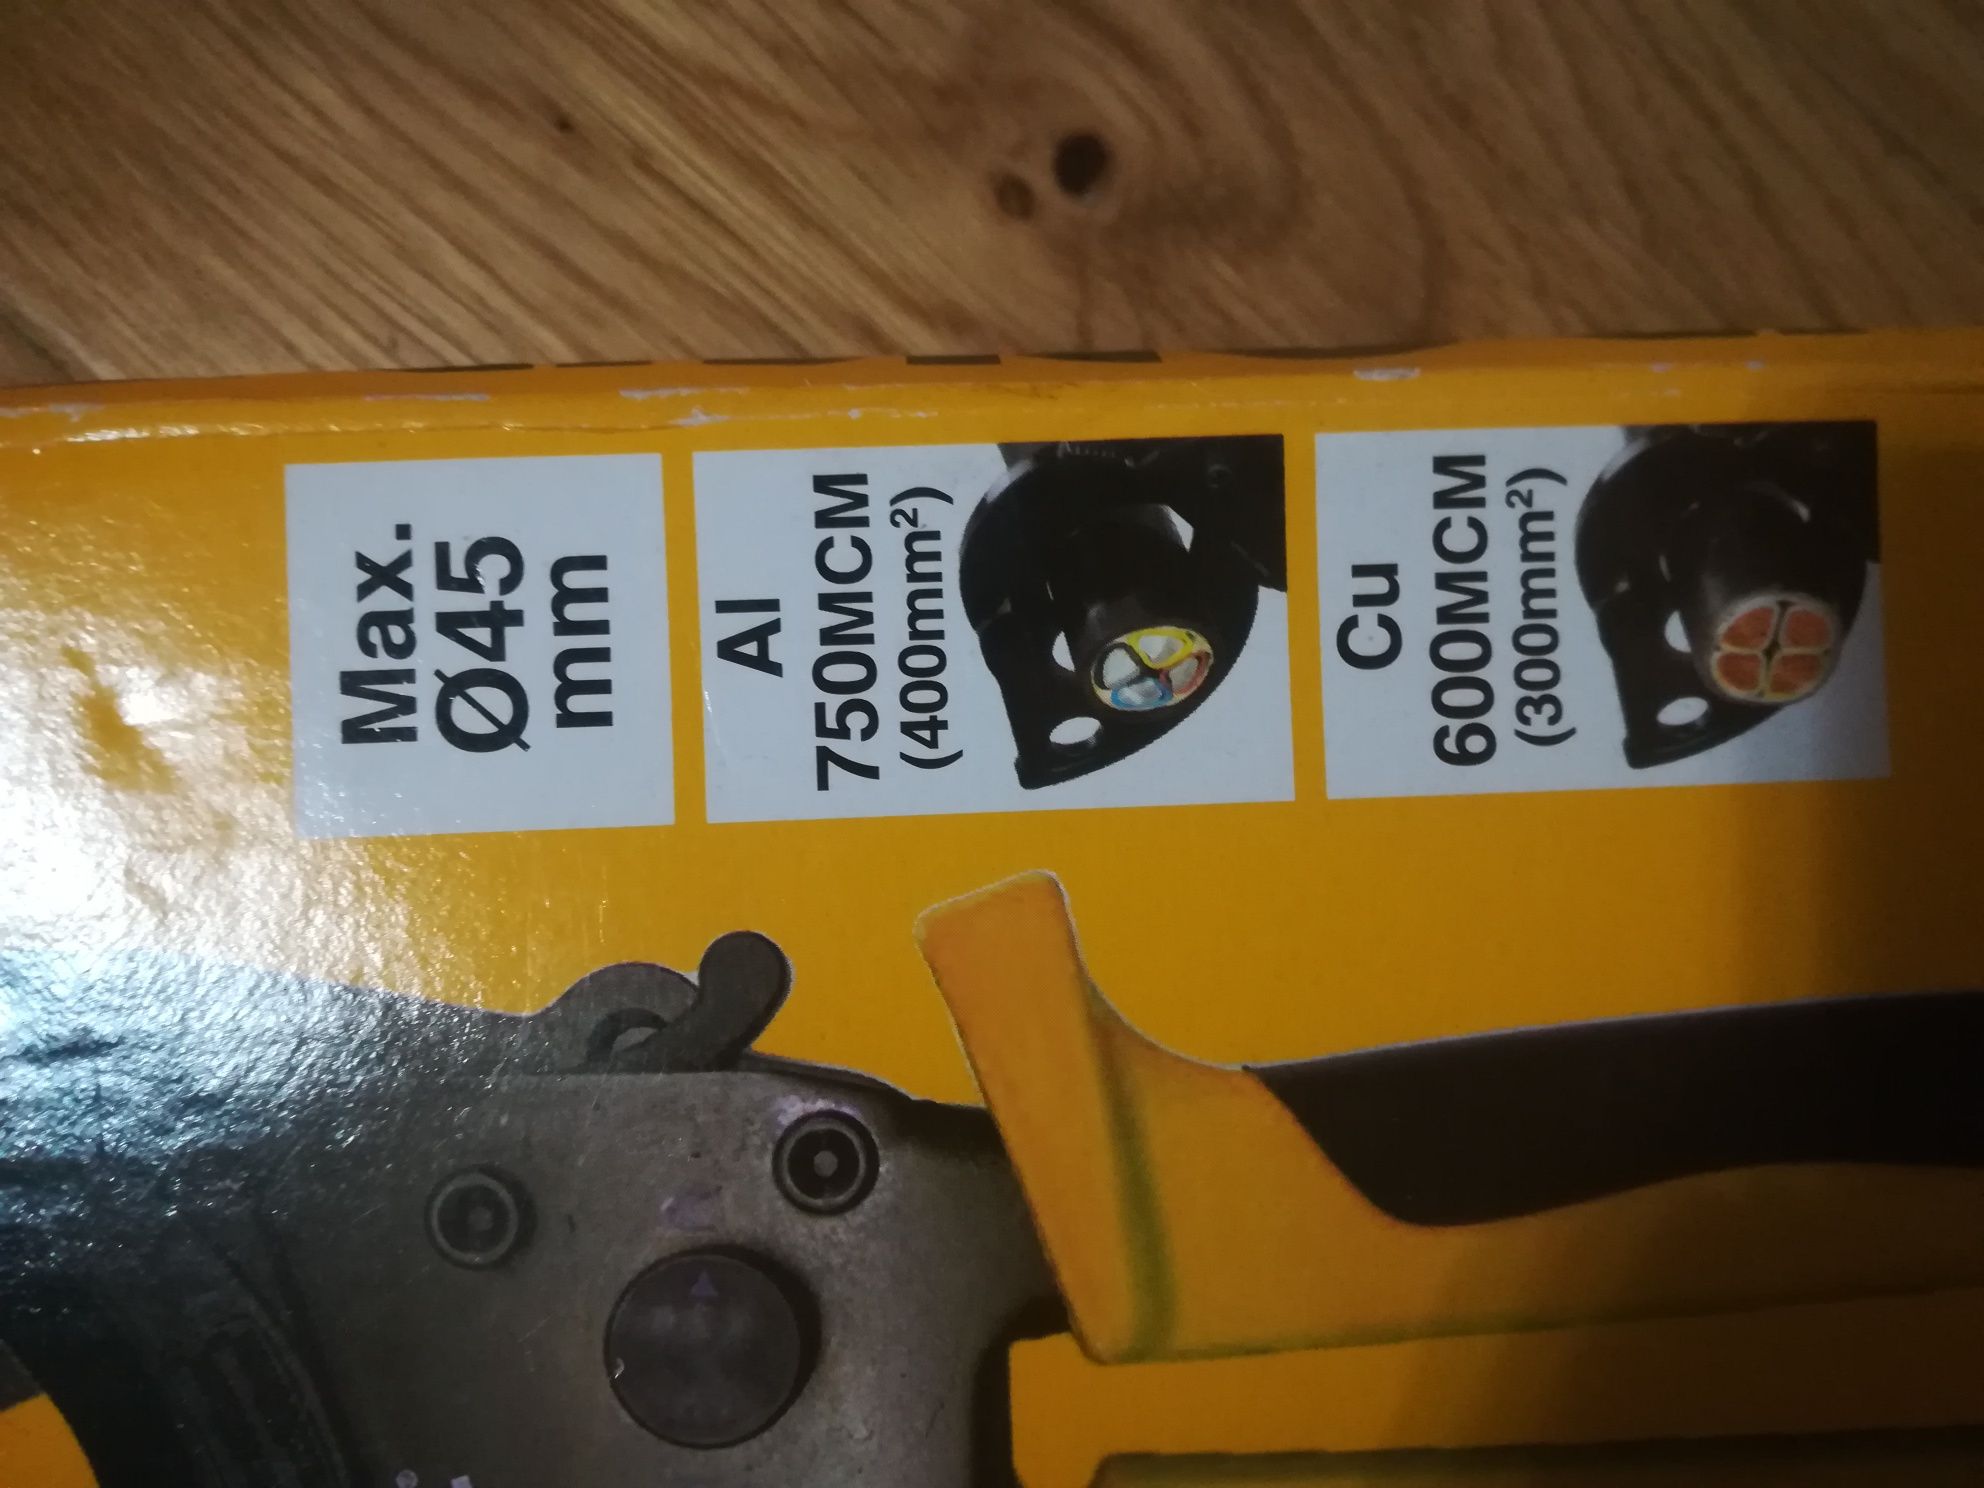 Max.
Ø45
mm
Al
750MCM
(400mm²)
Cu
600MCM
(300mm²)